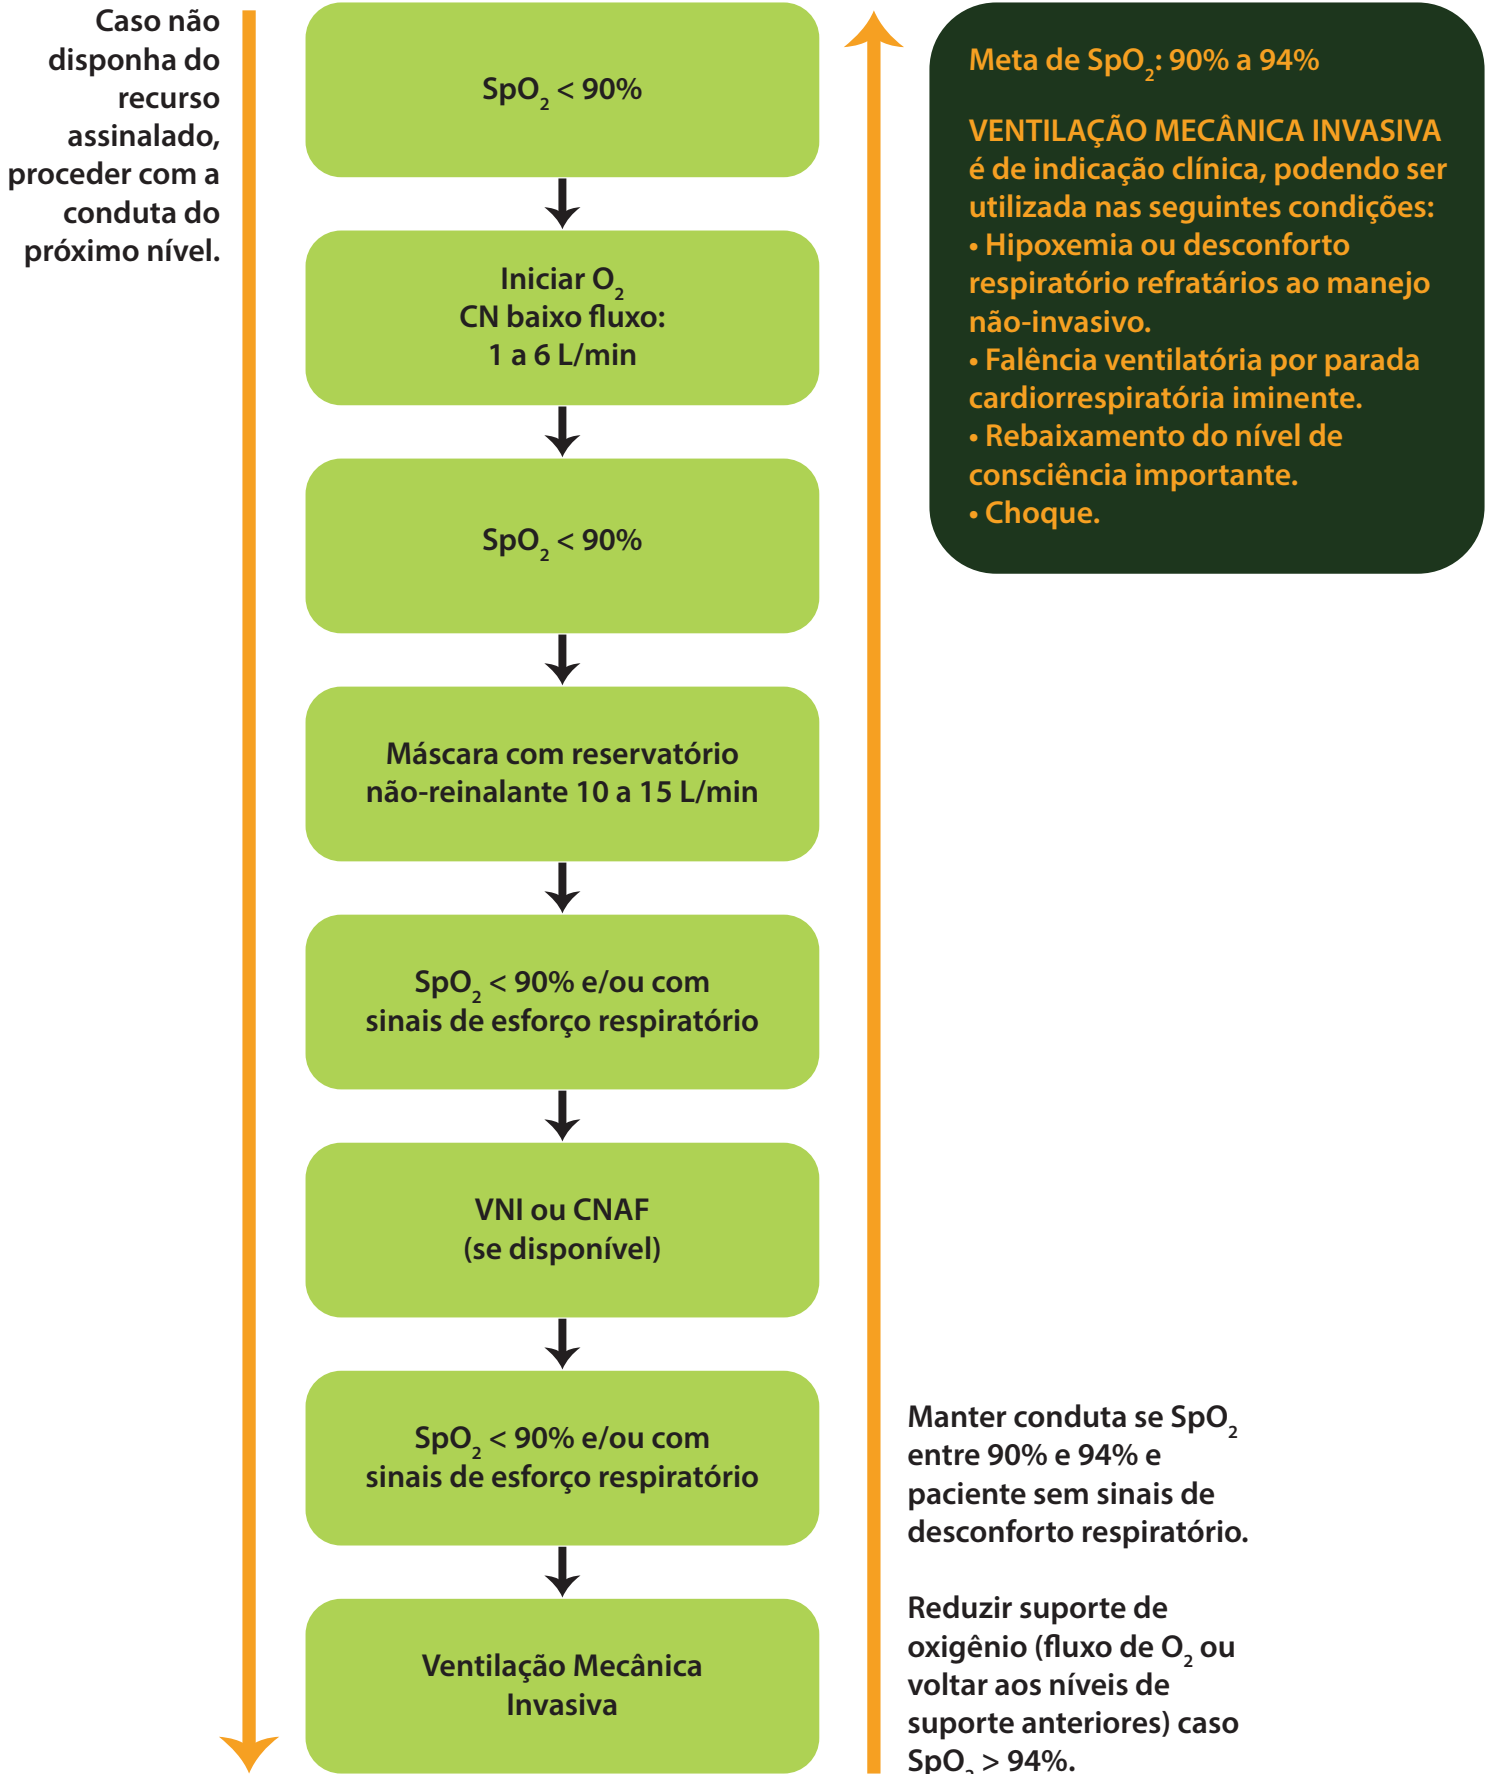 Caso não
disponha do
recurso
assinalado,
proceder com a
conduta do
próximo nível.
SpO₂ < 90%
Iniciar O₂
CN baixo fluxo:
1 a 6 L/min
SpO₂ < 90%
Máscara com reservatório
não-reinalante 10 a 15 L/min
SpO₂ < 90% e/ou com
sinais de esforço respiratório
VNI ou CNAF
(se disponível)
SpO₂ < 90% e/ou com
sinais de esforço respiratório
Ventilação Mecânica
Invasiva
Meta de SpO₂: 90% a 94%
VENTILAÇÃO MECÂNICA INVASIVA
é de indicação clínica, podendo ser
utilizada nas seguintes condições:
• Hipoxemia ou desconforto
respiratório refratários ao manejo
não-invasivo.
• Falência ventilatória por parada
cardiorrespiratória iminente.
• Rebaixamento do nível de
consciência importante.
• Choque.
Manter conduta se SpO₂
entre 90% e 94% e
paciente sem sinais de
desconforto respiratório.
Reduzir suporte de
oxigênio (fluxo de O₂ ou
voltar aos níveis de
suporte anteriores) caso
SpO₂ > 94%.